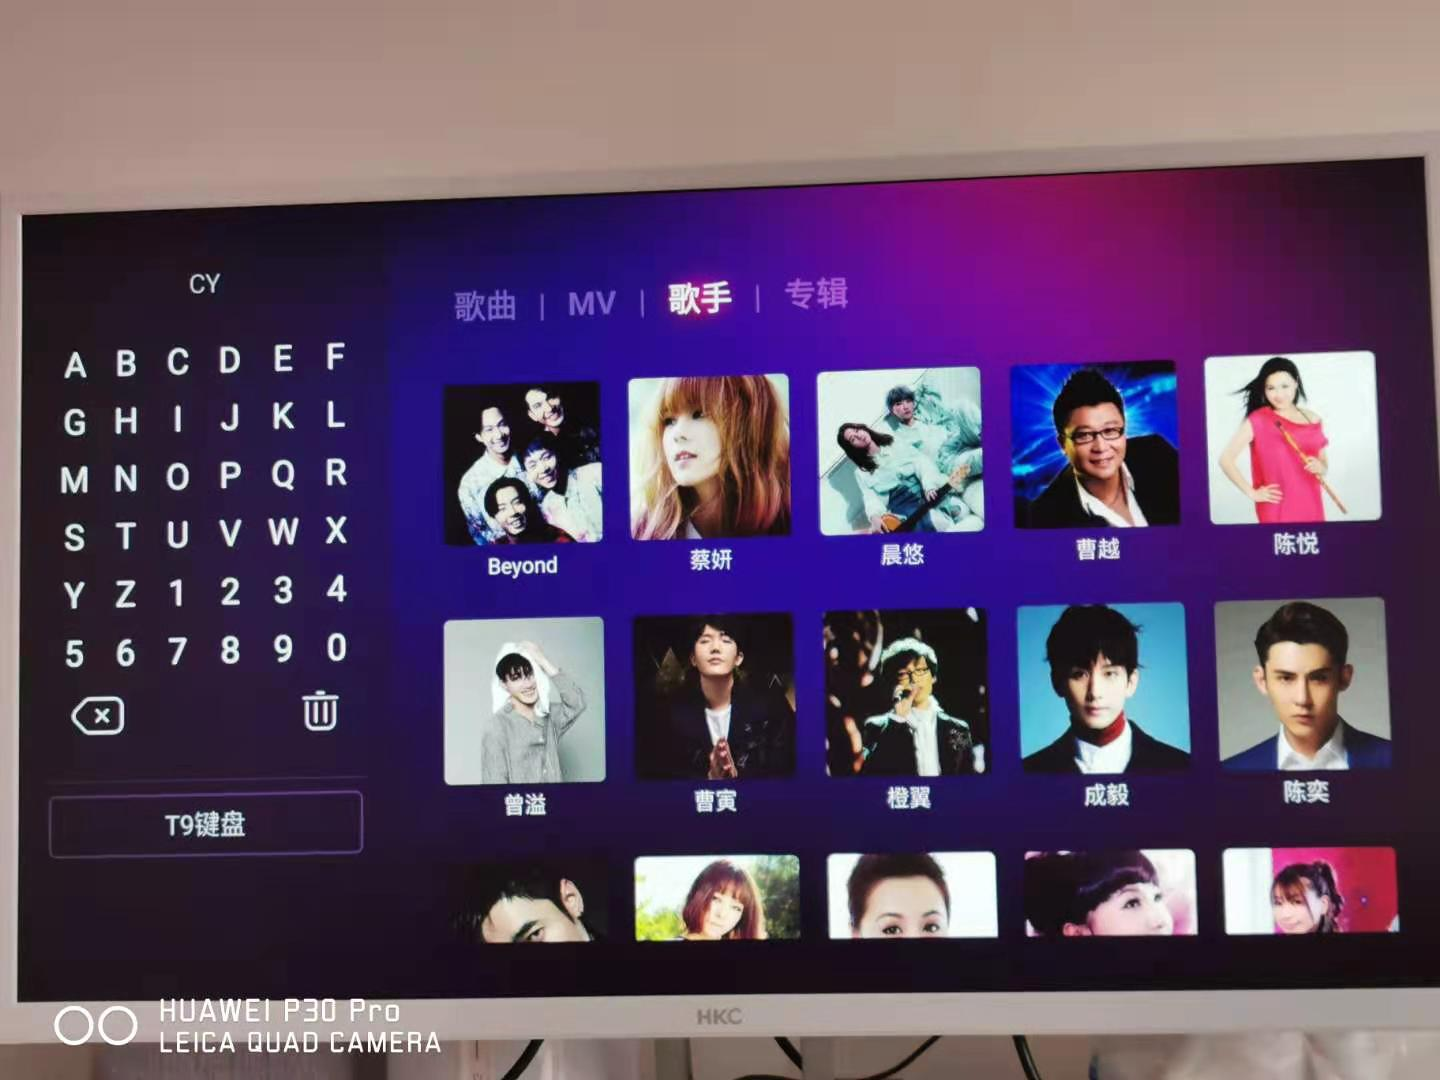 CY
歌曲 | MV | 歌手 | 专辑
A B C D E F
G H I J K L
M N O P Q R
S T U V W X
Y Z 1 2 3 4
5 6 7 8 9 0
T9键盘
Beyond 蔡妍 晨悠 曹越 陈悦
曾溢 曹寅 橙翼 成毅 陈奕
HKC
HUAWEI P30 Pro
LEICA QUAD CAMERA